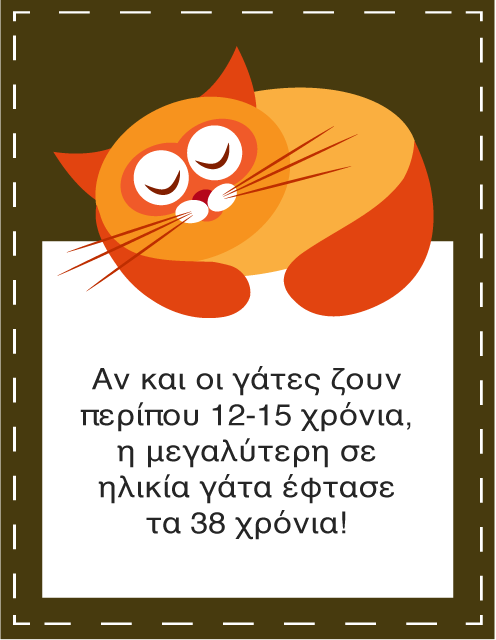 Αν και οι γάτες ζουν
περίπου 12-15 χρόνια,
η μεγαλύτερη σε
ηλικία γάτα έφτασε
τα 38 χρόνια!